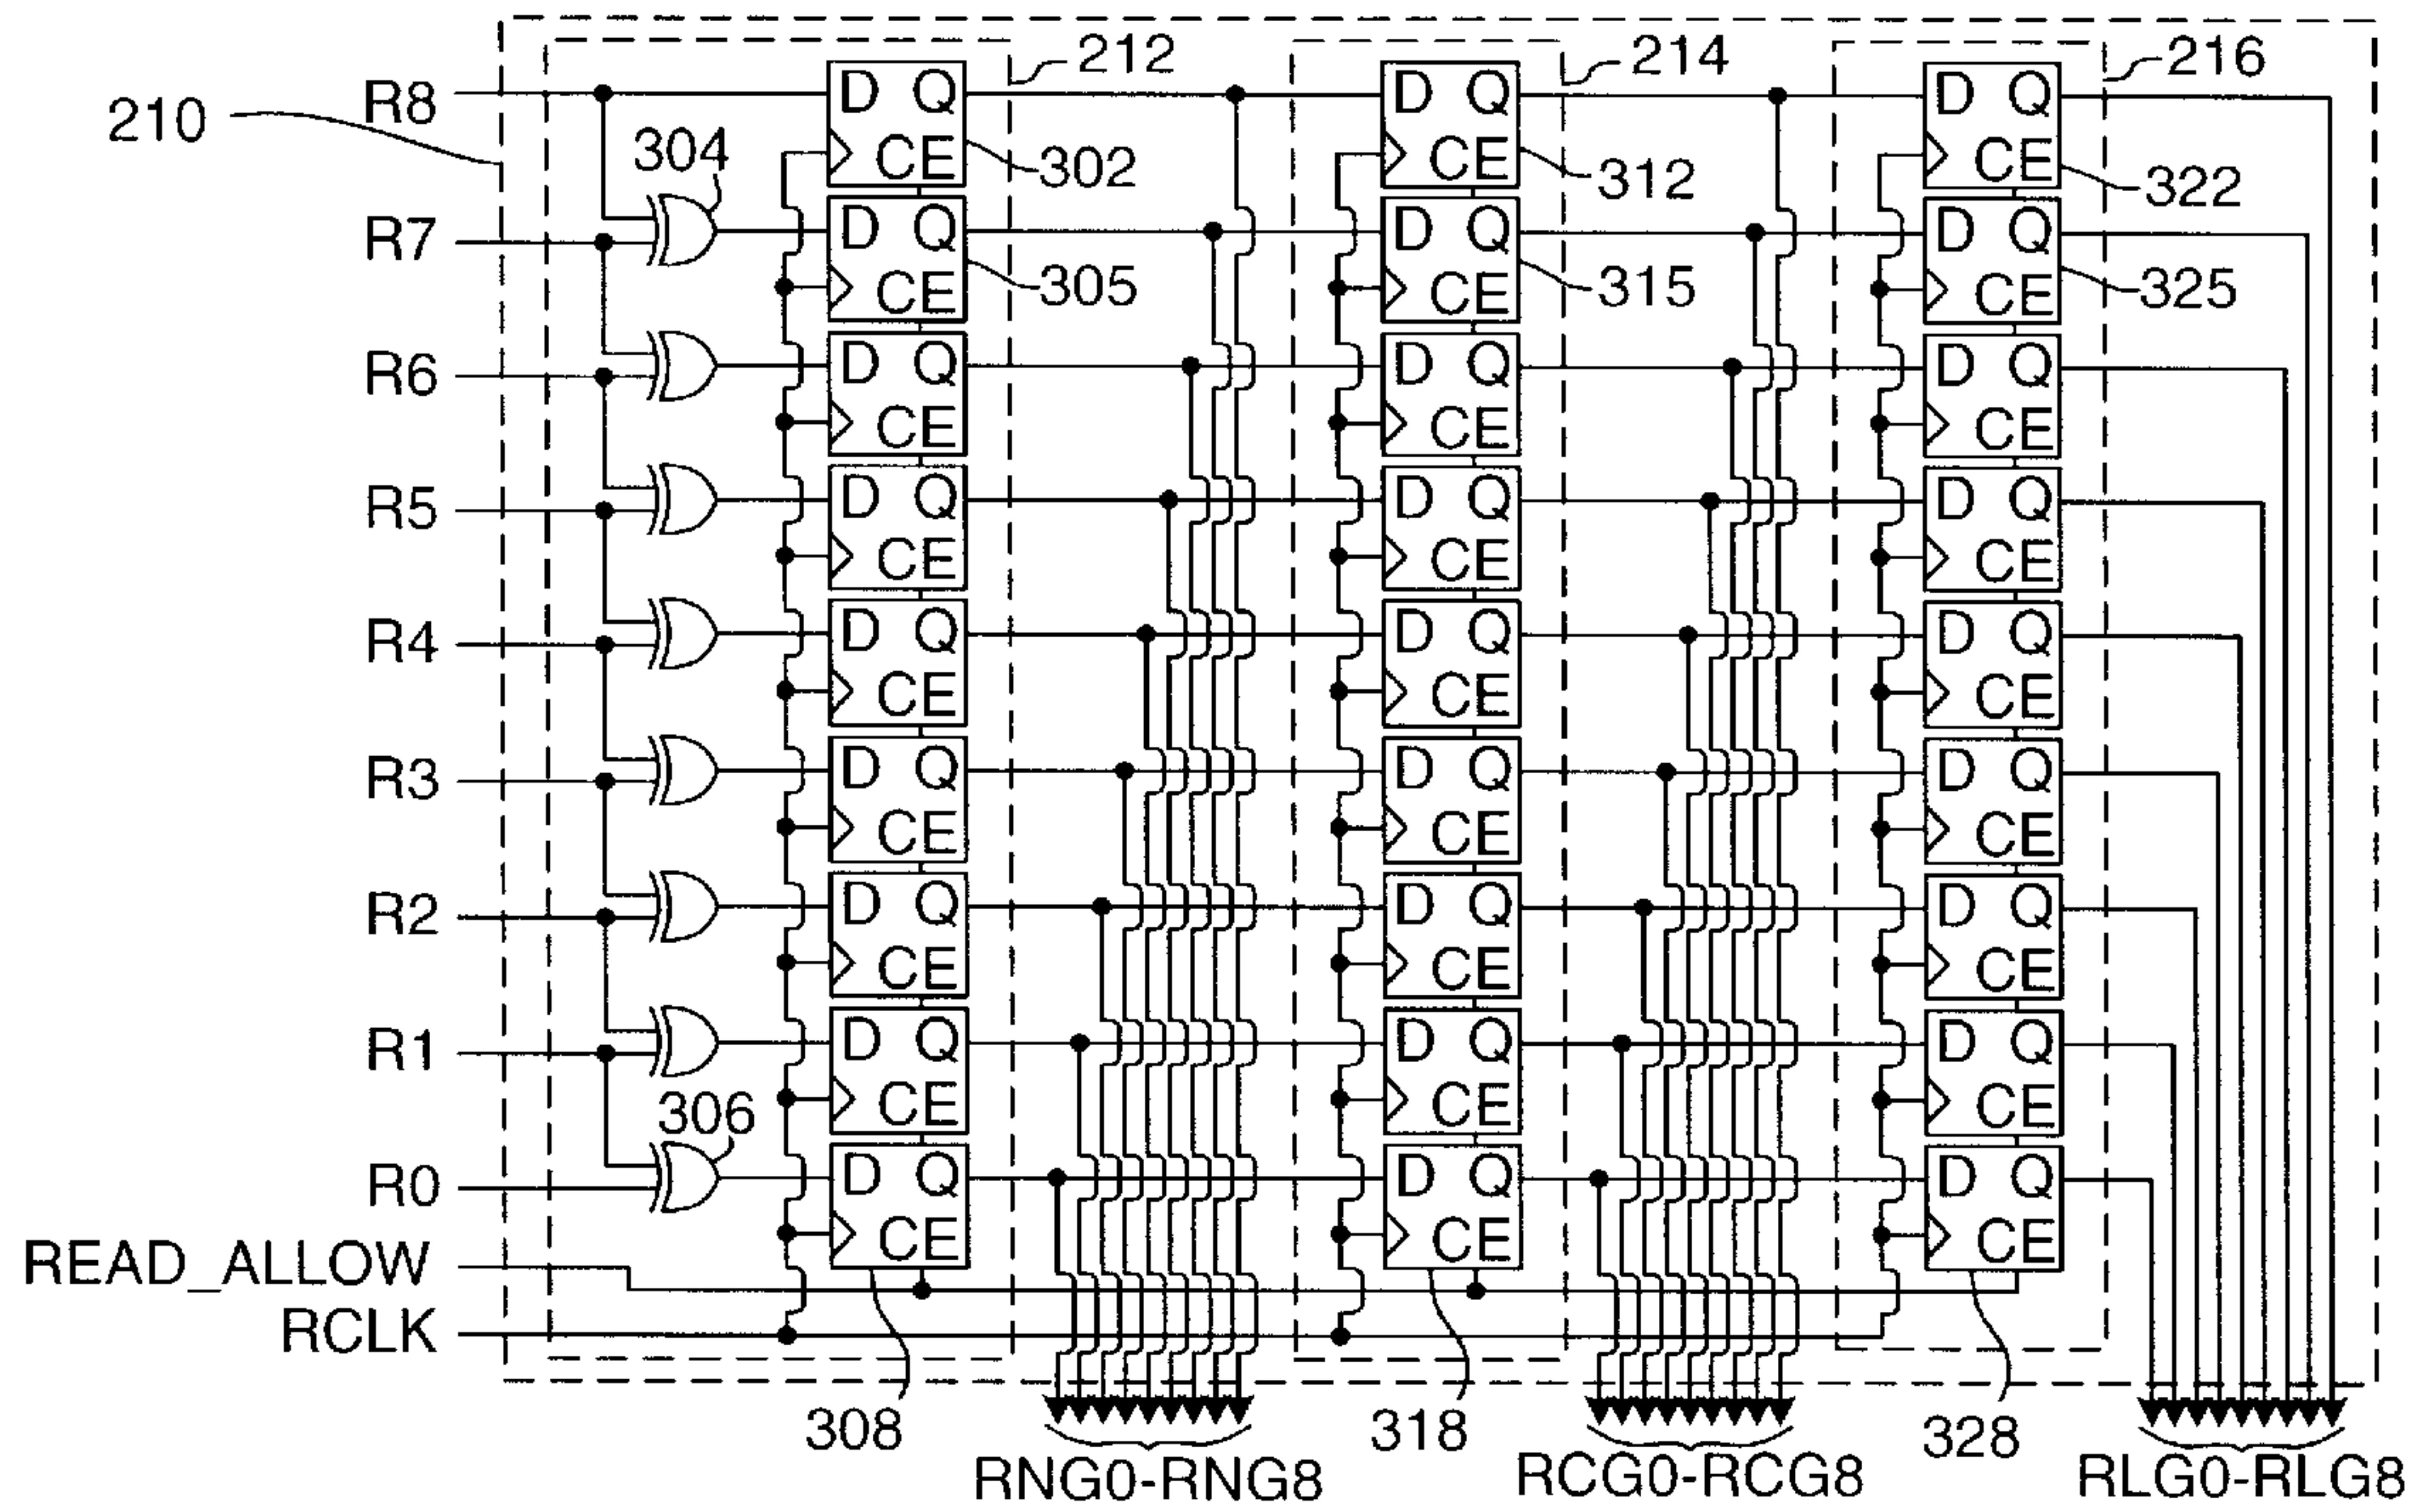 212
214
216
R8
D Q
D Q
D Q
210
304
CE
302
CE
312
CE
322
R7
D Q
D Q
D Q
CE
305
CE
315
CE
325
R6
D Q
D Q
D Q
CE
CE
CE
R5
D Q
D Q
D Q
CE
CE
CE
R4
D Q
D Q
D Q
CE
CE
CE
R3
D Q
D Q
D Q
CE
CE
CE
R2
D Q
D Q
D Q
CE
CE
CE
R1
D Q
D Q
D Q
CE
CE
CE
306
R0
D Q
D Q
D Q
CE
CE
CE
READ_ALLOW
RCLK
308
318
328
RNG0-RNG8
RCG0-RCG8
RLG0-RLG8